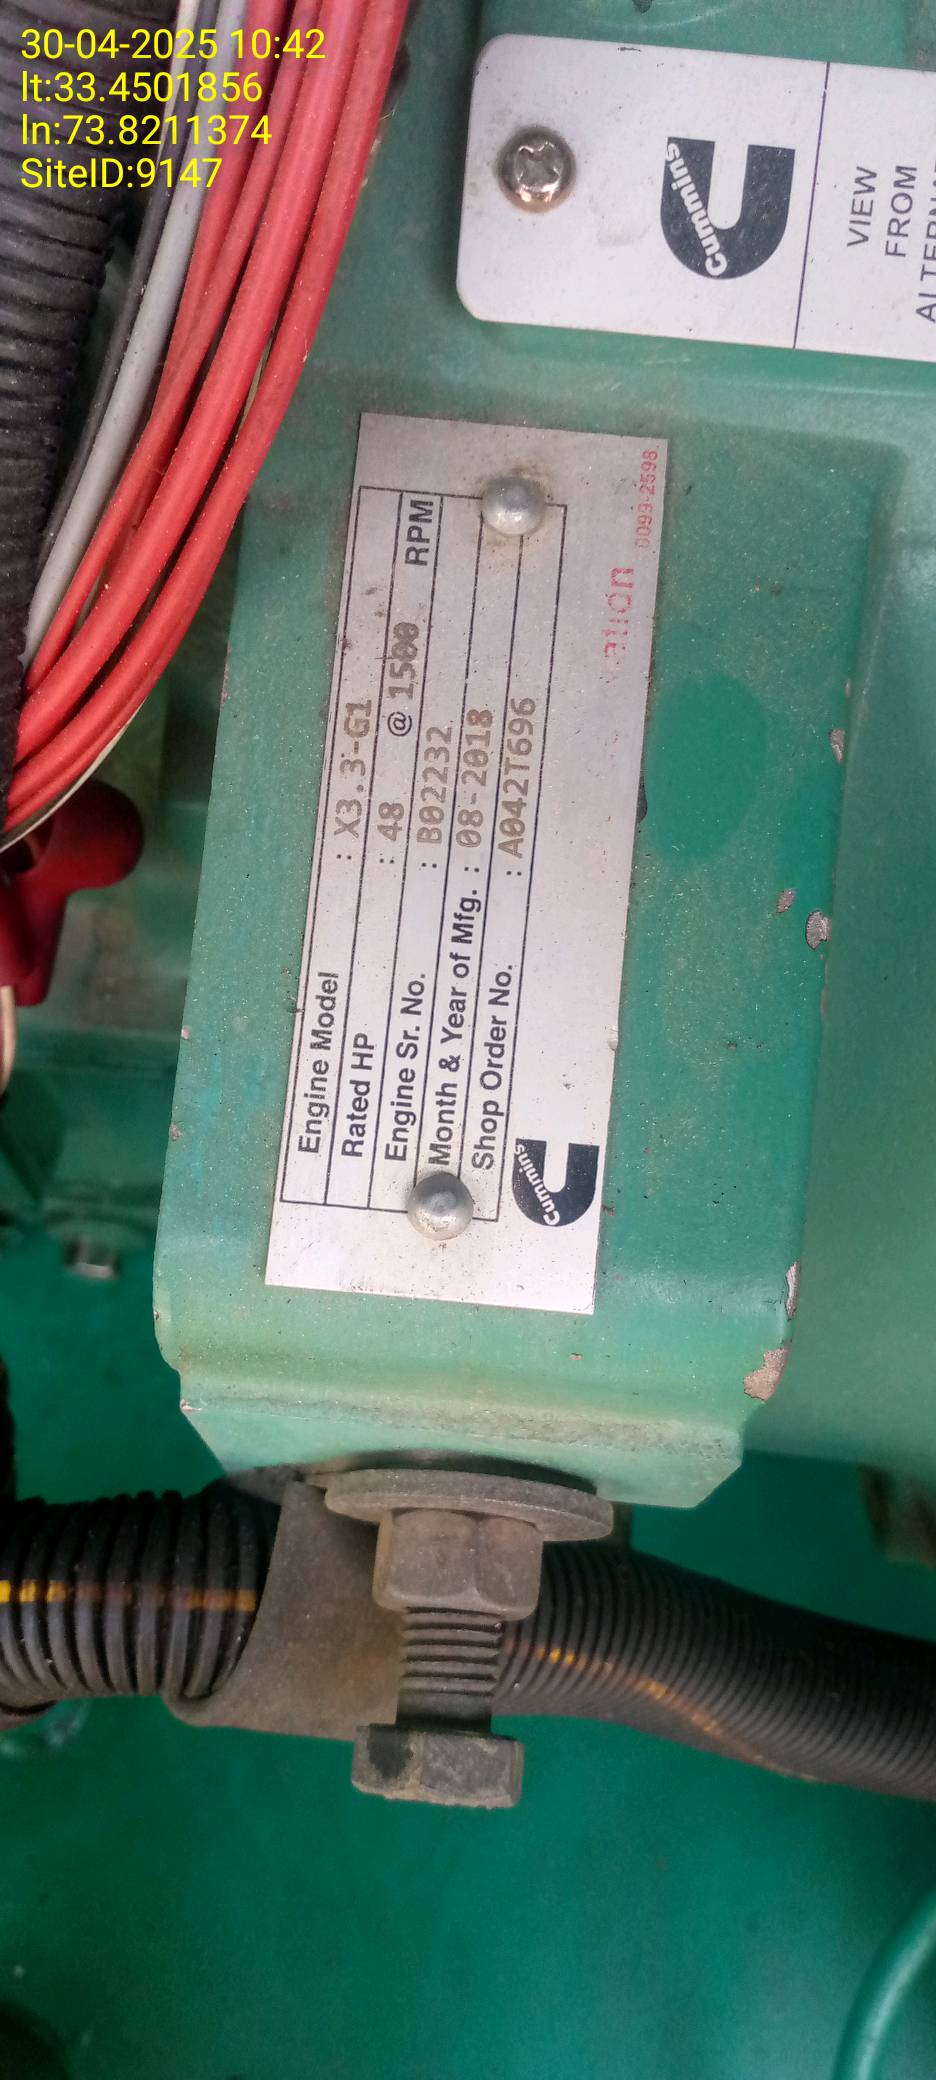 30-04-2025 10:42
lt:33.4501856
ln:73.8211374
SiteID:9147
Cummins
VIEW
FROM
Engine Model : X3.3-G1
Rated HP : 48 @ 1500 RPM
Engine Sr. No. : B02232
Month & Year of Mfg. : 08-2018
Shop Order No. : A042T696
Cummins
0099-2598